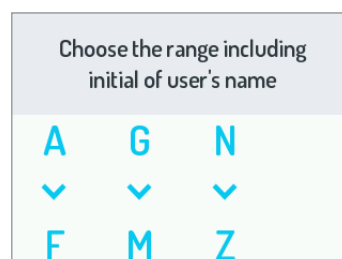 Choose the range including
initial of user's name
A G N
F M Z